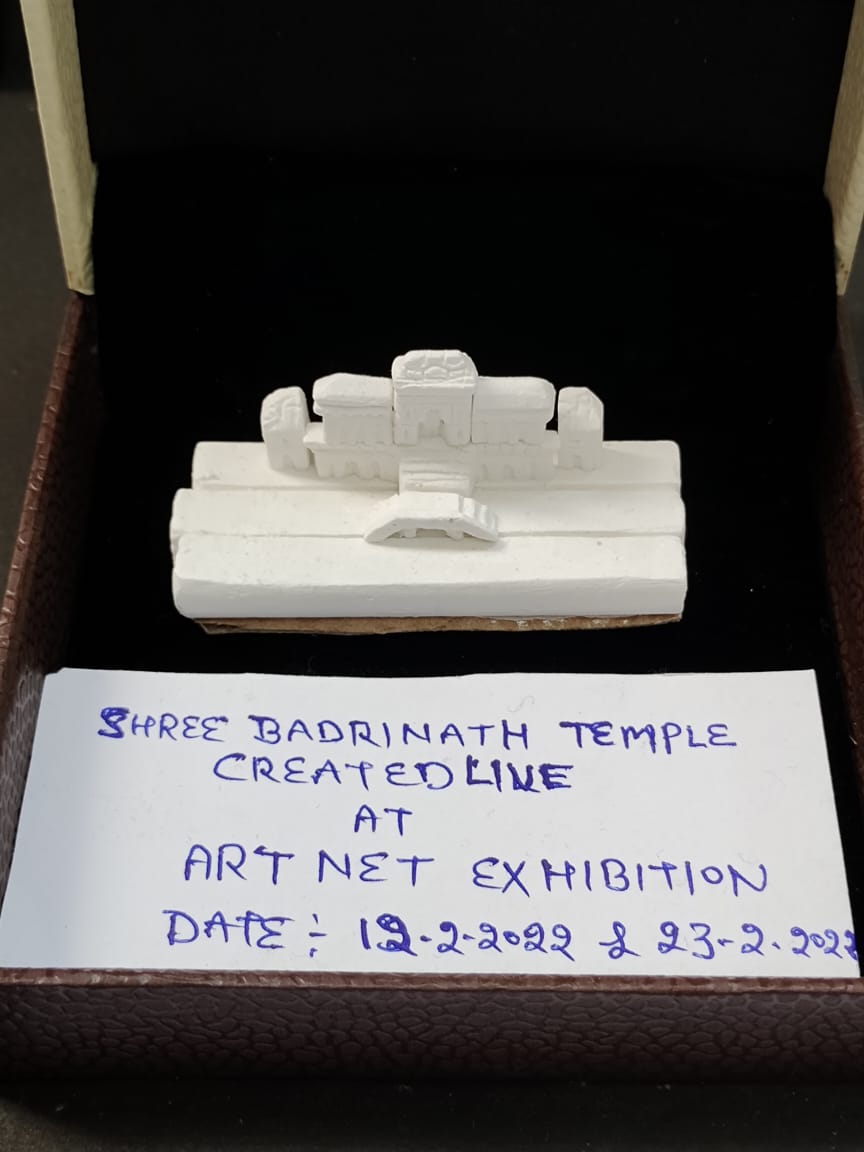 SHREE BADRINATH TEMPLE
CREATED LIVE
AT
ART NET EXHIBITION
DATE :- 12-2-2022 & 23-2-2022